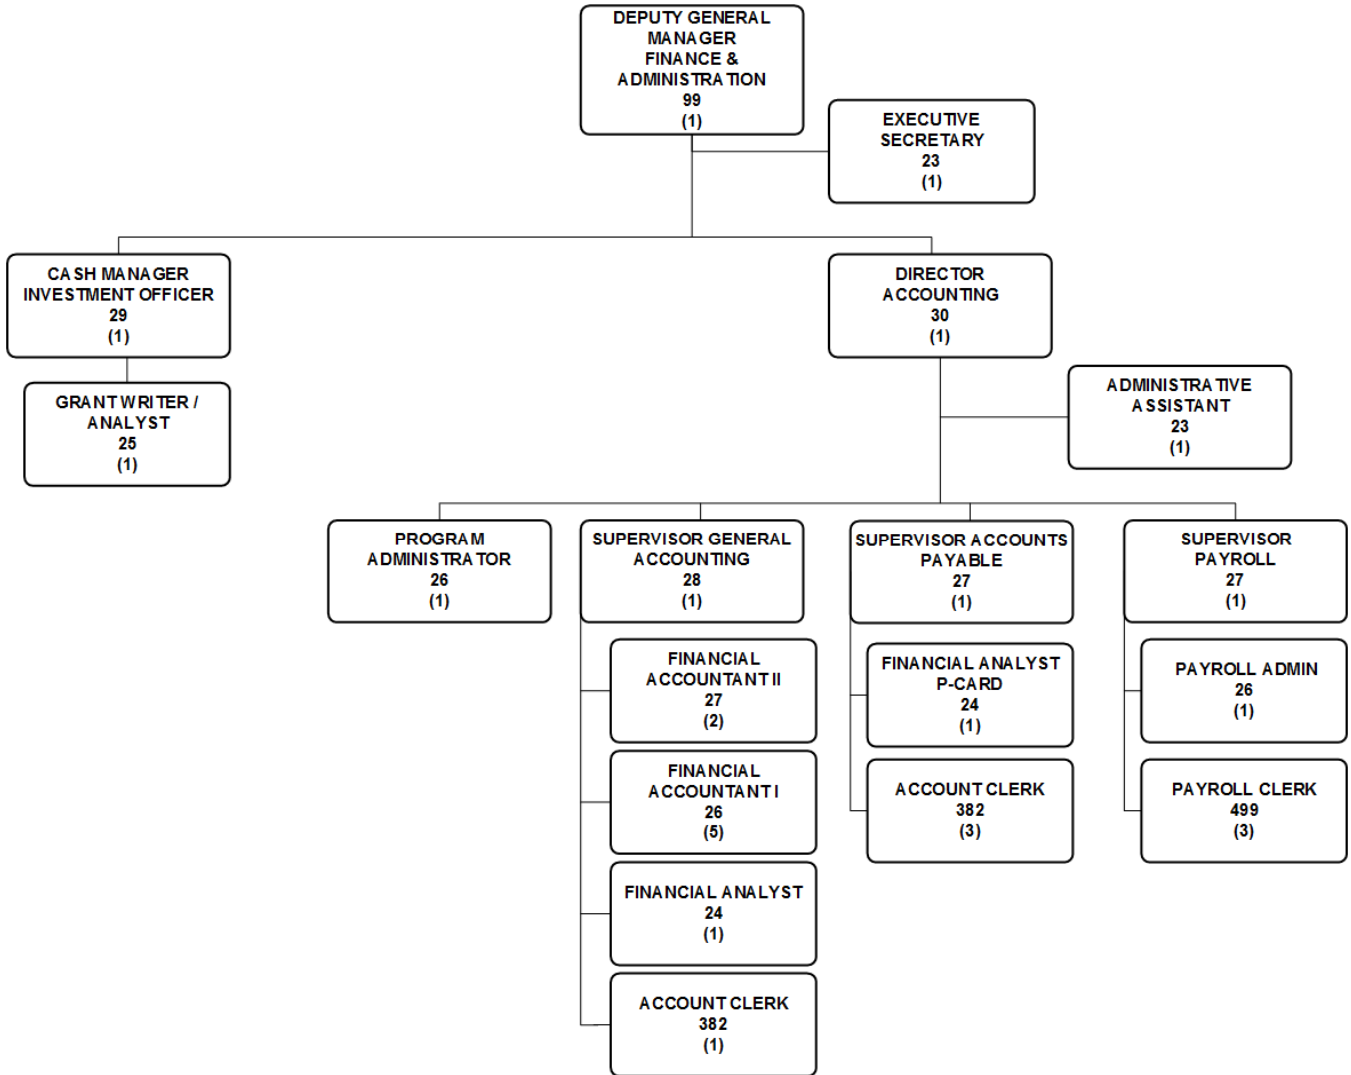 DEPUTY GENERAL
MANAGER
FINANCE &
ADMINISTRATION
99
(1)
EXECUTIVE
SECRETARY
23
(1)
CASH MANAGER
INVESTMENT OFFICER
29
(1)
DIRECTOR
ACCOUNTING
30
(1)
GRANT WRITER /
ANALYST
25
(1)
ADMINISTRATIVE
ASSISTANT
23
(1)
PROGRAM
ADMINISTRATOR
26
(1)
SUPERVISOR GENERAL
ACCOUNTING
28
(1)
SUPERVISOR ACCOUNTS
PAYABLE
27
(1)
SUPERVISOR
PAYROLL
27
(1)
FINANCIAL
ACCOUNTANT II
27
(2)
FINANCIAL
ACCOUNTANT I
26
(5)
FINANCIAL ANALYST
24
(1)
ACCOUNT CLERK
382
(1)
FINANCIAL ANALYST
P-CARD
24
(1)
ACCOUNT CLERK
382
(3)
PAYROLL ADMIN
26
(1)
PAYROLL CLERK
499
(3)